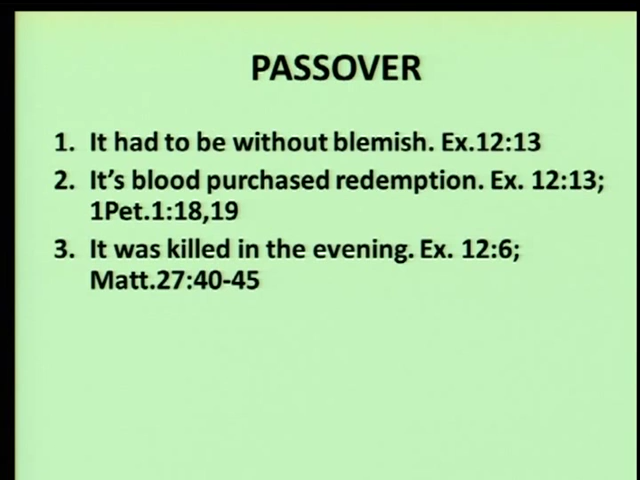 PASSOVER
1. It had to be without blemish. Ex.12:13
2. It's blood purchased redemption. Ex. 12:13;
1Pet.1:18,19
3. It was killed in the evening. Ex. 12:6;
Matt.27:40-45